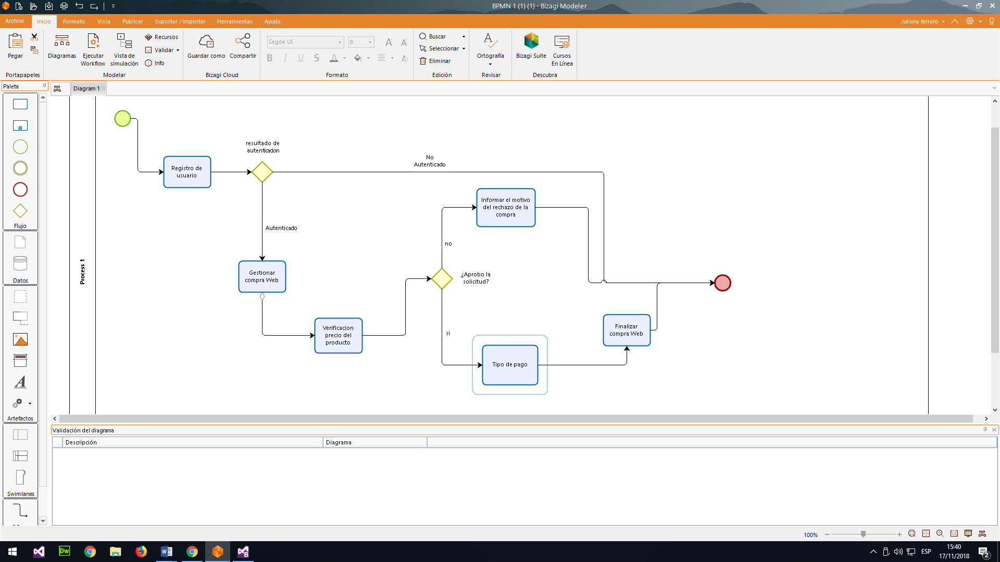 BPMN 1 (1) (1) - Bizagi Modeler
Archivo Inicio Formato Vista Publicar Exportar / Importar Herramientas Ayuda Juliana ferraro
Pegar
Portapapeles
Diagramas
Ejecutar
Workflow
Vista de
simulación
Recursos
Validar
Info
Modelar
Guardar como
Compartir
Bizagi Cloud
Segoe UI 8
B I U S A
Formato
Buscar
Seleccionar
Eliminar
Edición
Ortografía
Revisar
Bizagi Suite
Cursos
En Línea
Descubra
Paleta
Diagram 1
Flujo
Datos
Artefactos
Swimlanes
Process 1
Registro de
usuario
resultado de
autenticacion
No
Autenticado
Autenticado
Informar el motivo
del rechazo de la
compra
no
Gestionar
compra Web
¿Aprobo la
solicitud?
Verificacion
precio del
producto
si
Finalizar
compra Web
Tipo de pago
Validación del diagrama
Descripción Diagrama
100%
Dw
ESP
15:40
17/11/2018
2